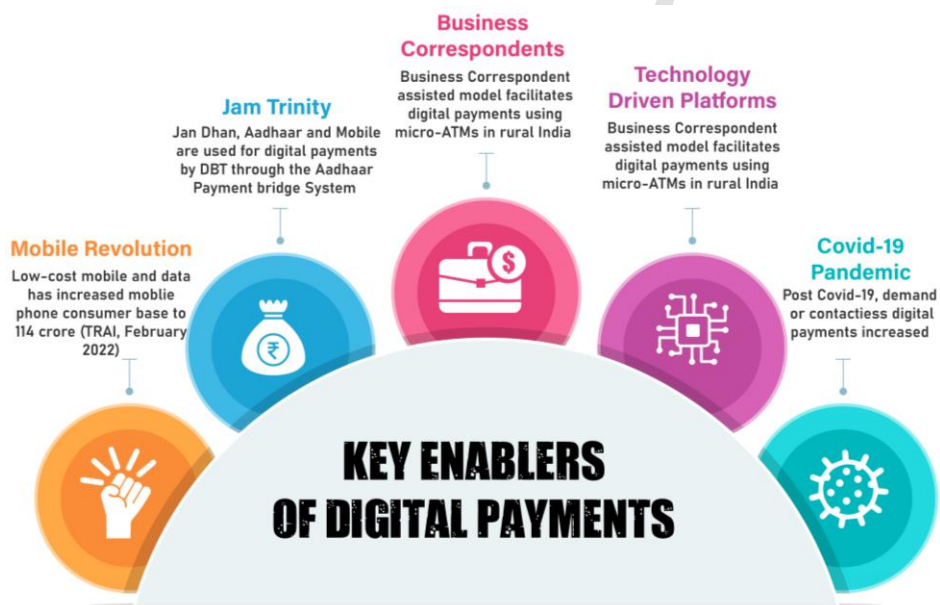 Mobile Revolution
Low-cost mobile and data
has increased moblie
phone consumer base to
114 crore (TRAI, February
2022)
Jam Trinity
Jan Dhan, Aadhaar and Mobile
are used for digital payments
by DBT through the Aadhaar
Payment bridge System
₹
Business
Correspondents
Business Correspondent
assisted model facilitates
digital payments using
micro-ATMs in rural India
$
Technology
Driven Platforms
Business Correspondent
assisted model facilitates
digital payments using
micro-ATMs in rural India
Covid-19
Pandemic
Post Covid-19, demand
or contactiess digital
payments increased
KEY ENABLERS
OF DIGITAL PAYMENTS